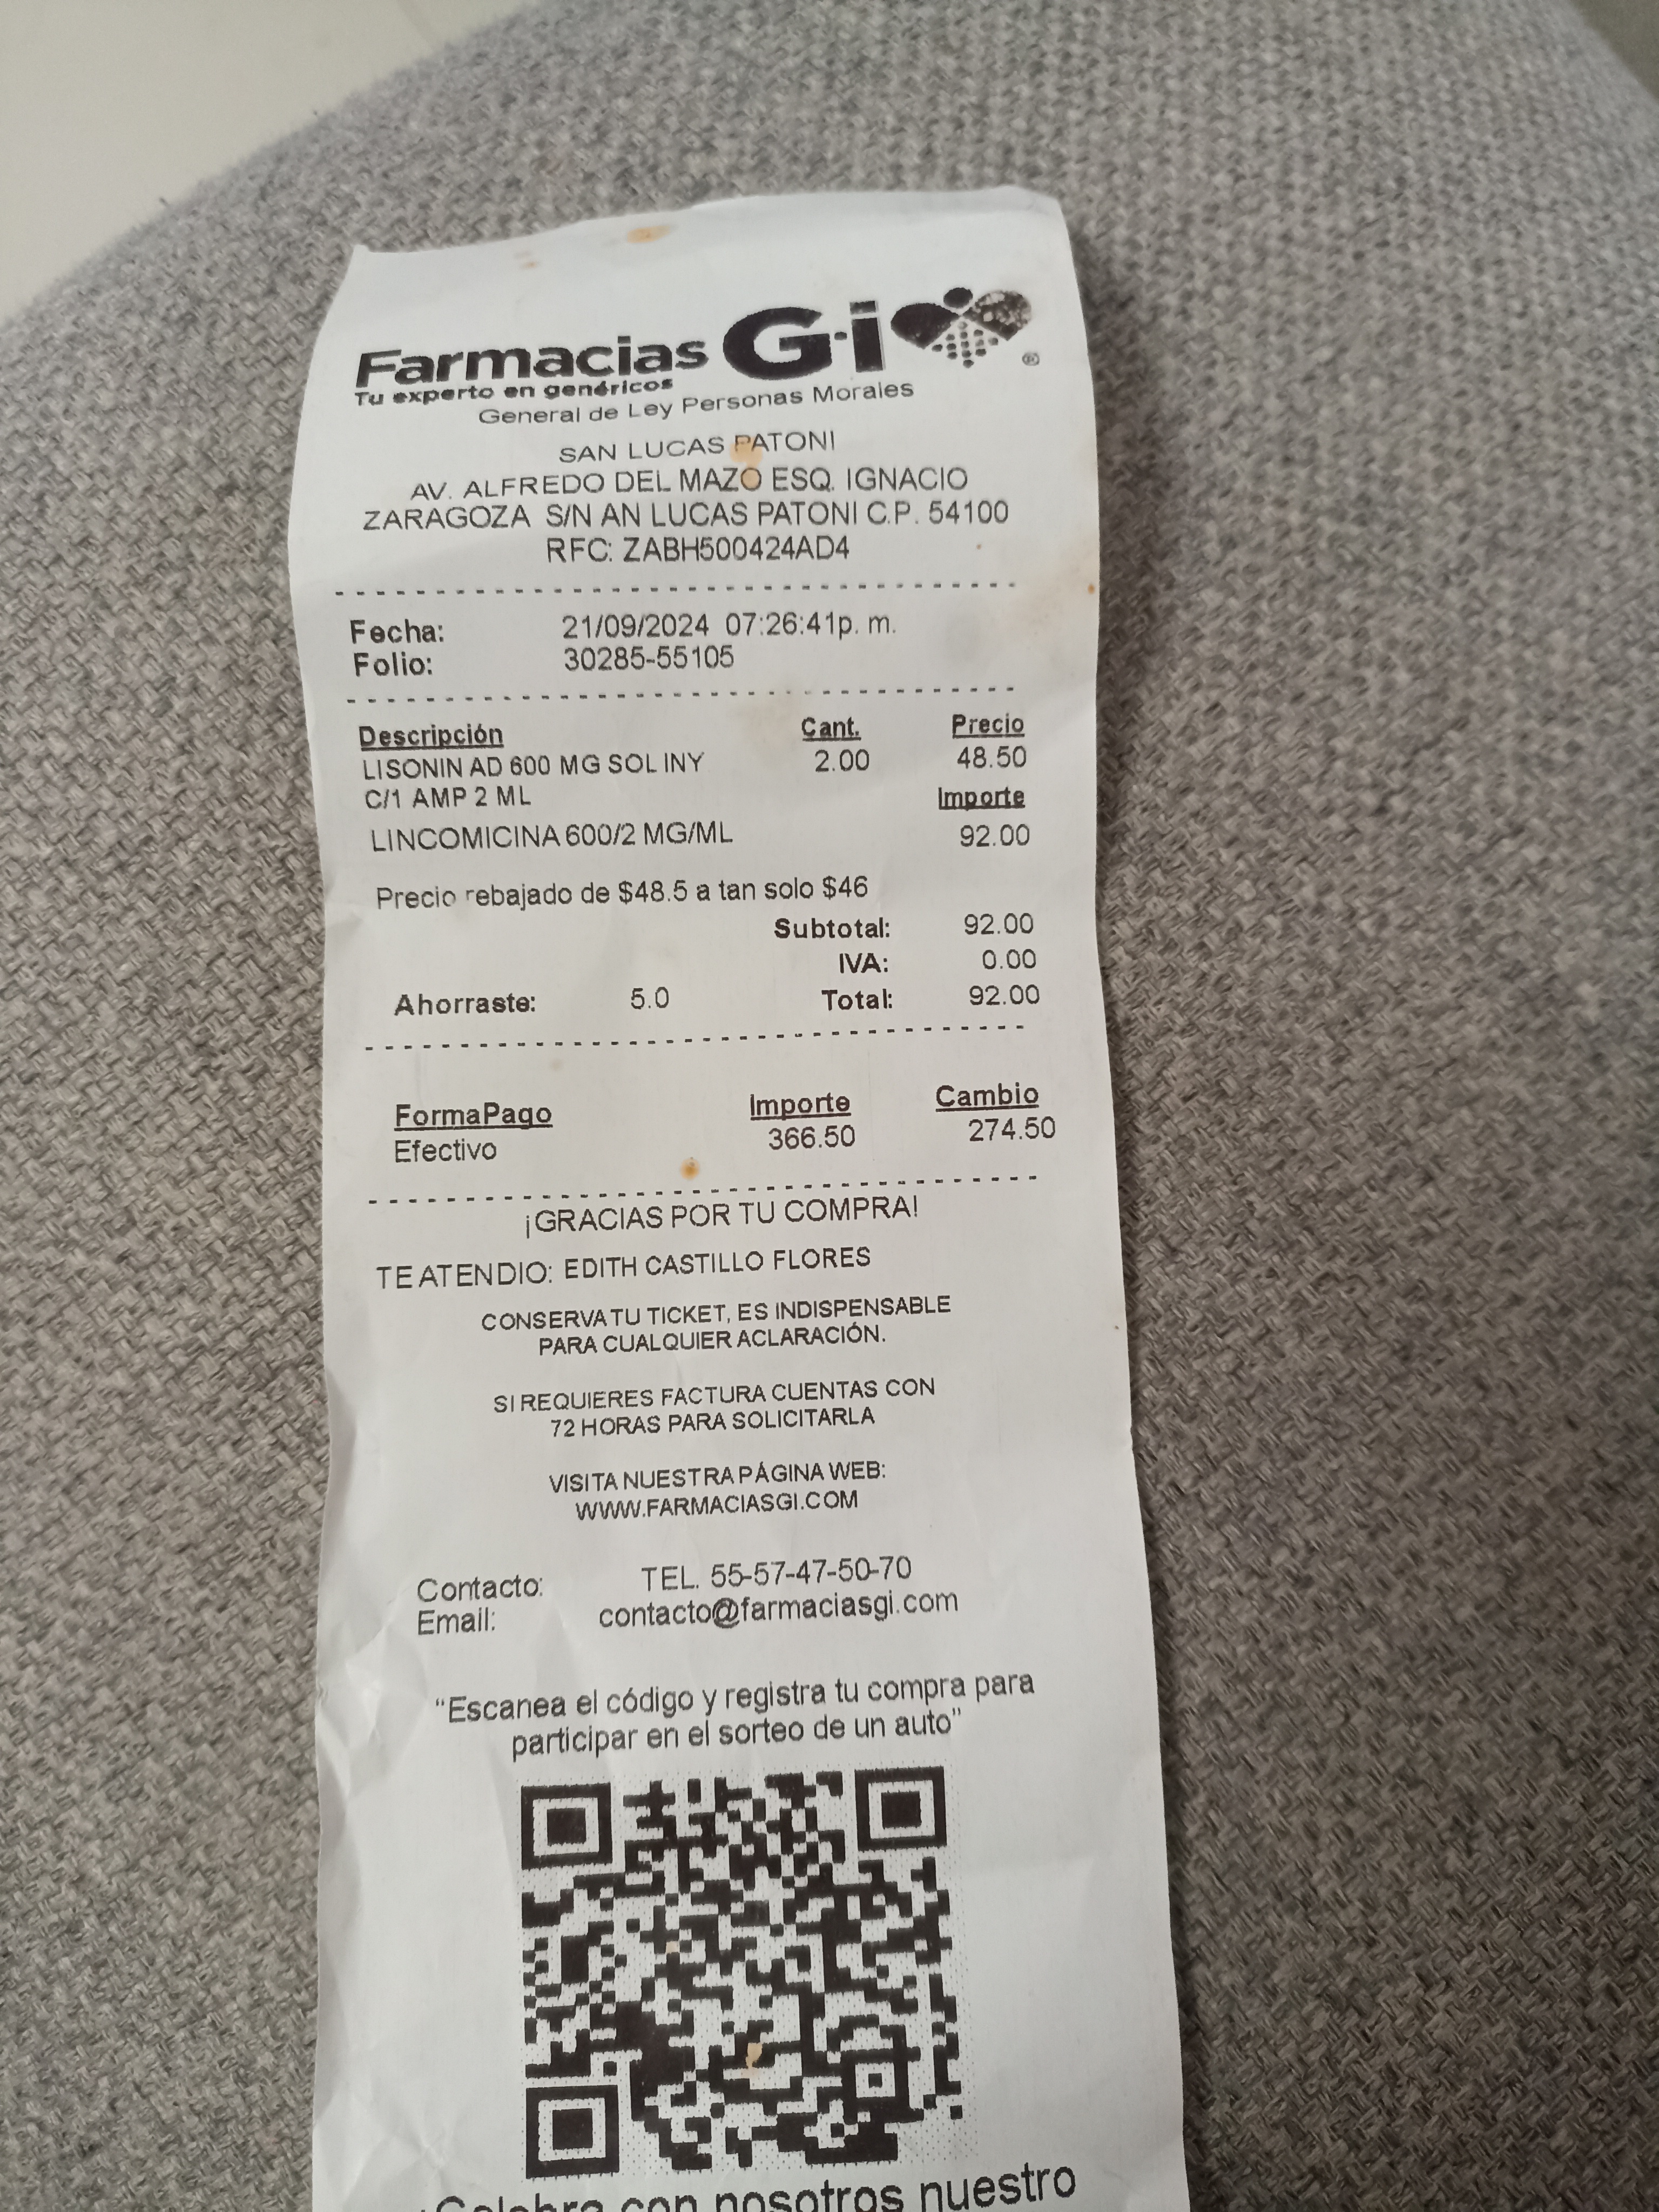 Farmacias G·i ®
Tu experto en genéricos
General de Ley Personas Morales
SAN LUCAS PATONI
AV. ALFREDO DEL MAZO ESQ. IGNACIO
ZARAGOZA S/N AN LUCAS PATONI C.P. 54100
RFC: ZABH500424AD4
Fecha: 21/09/2024 07:26:41p. m.
Folio: 30285-55105
Descripción Cant. Precio
LISONIN AD 600 MG SOL INY 2.00 48.50
C/1 AMP 2 ML Importe
LINCOMICINA 600/2 MG/ML 92.00
Precio rebajado de $48.5 a tan solo $46
Subtotal: 92.00
IVA: 0.00
Ahorraste: 5.0 Total: 92.00
FormaPago Importe Cambio
Efectivo 366.50 274.50
¡GRACIAS POR TU COMPRA!
TE ATENDIO: EDITH CASTILLO FLORES
CONSERVA TU TICKET, ES INDISPENSABLE
PARA CUALQUIER ACLARACIÓN.
SI REQUIERES FACTURA CUENTAS CON
72 HORAS PARA SOLICITARLA
VISITA NUESTRA PÁGINA WEB:
WWW.FARMACIASGI.COM
Contacto: TEL. 55-57-47-50-70
Email: contacto@farmaciasgi.com
"Escanea el código y registra tu compra para
participar en el sorteo de un auto"
¡Celebra con nosotros nuestro